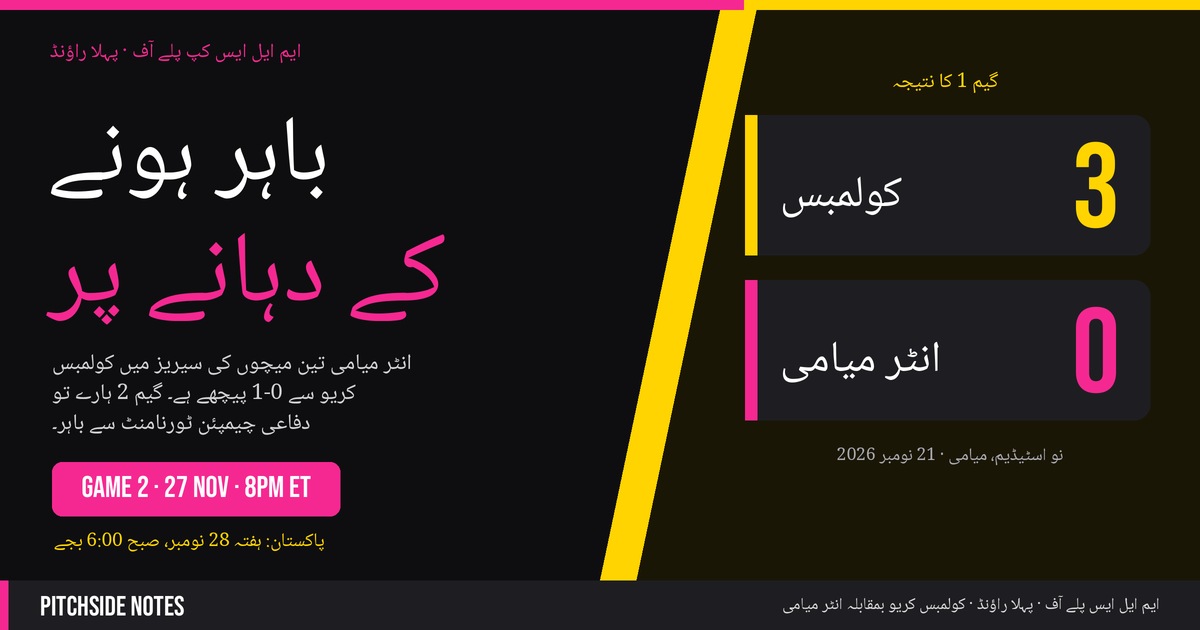 ایم ایل ایس کپ پلے آف · پہلا راؤنڈ
باہر ہونے
کے دہانے پر
انٹر میامی تین میچوں کی سیریز میں کولمبس
کریو سے 0-1 پیچھے ہے۔ گیم 2 ہارے تو
دفاعی چیمپئن ٹورنامنٹ سے باہر۔
GAME 2 · 27 NOV · 8PM ET
پاکستان: ہفتہ 28 نومبر، صبح 6:00 بجے
گیم 1 کا نتیجہ
کولمبس
3
انٹر میامی
0
نو اسٹیڈیم، میامی · 21 نومبر 2026
PITCHSIDE NOTES
ایم ایل ایس پلے آف · پہلا راؤنڈ · کولمبس کریو بمقابلہ انٹر میامی